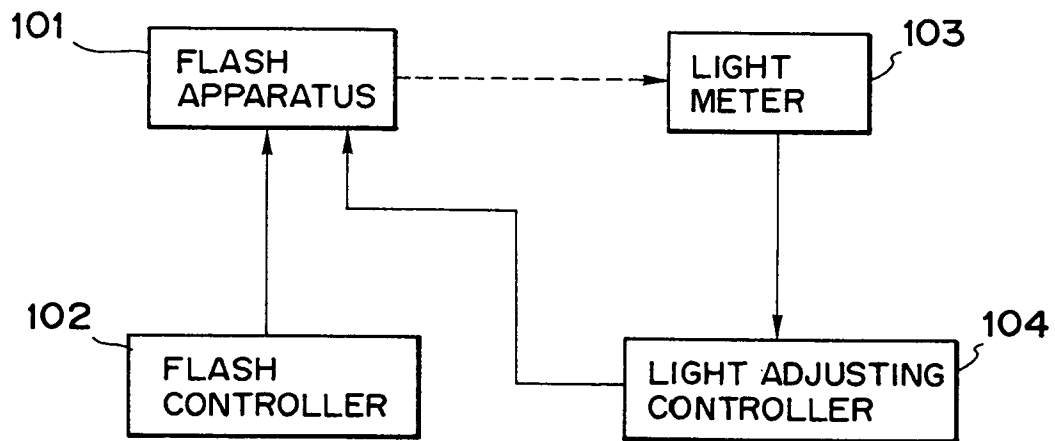 101
FLASH
APPARATUS
103
LIGHT
METER
102
FLASH
CONTROLLER
104
LIGHT ADJUSTING
CONTROLLER